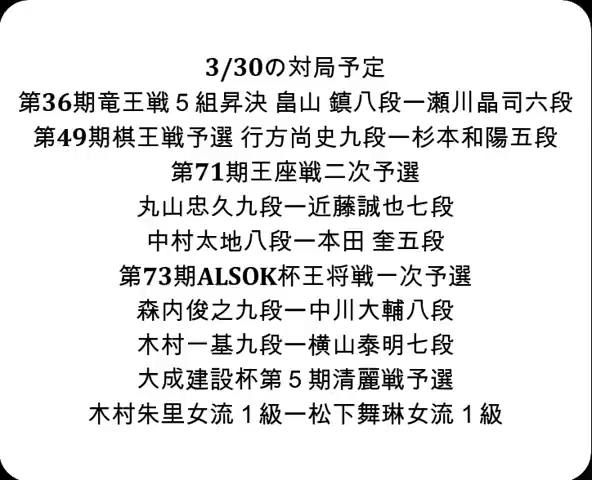 3/30の対局予定
第36期竜王戦５組昇決 畠山 鎮八段ー瀬川晶司六段
第49期棋王戦予選 行方尚史九段ー杉本和陽五段
第71期王座戦二次予選
丸山忠久九段ー近藤誠也七段
中村太地八段ー本田 奎五段
第73期ALSOK杯王将戦一次予選
森内俊之九段ー中川大輔八段
木村一基九段ー横山泰明七段
大成建設杯第５期清麗戦予選
木村朱里女流１級ー松下舞琳女流１級